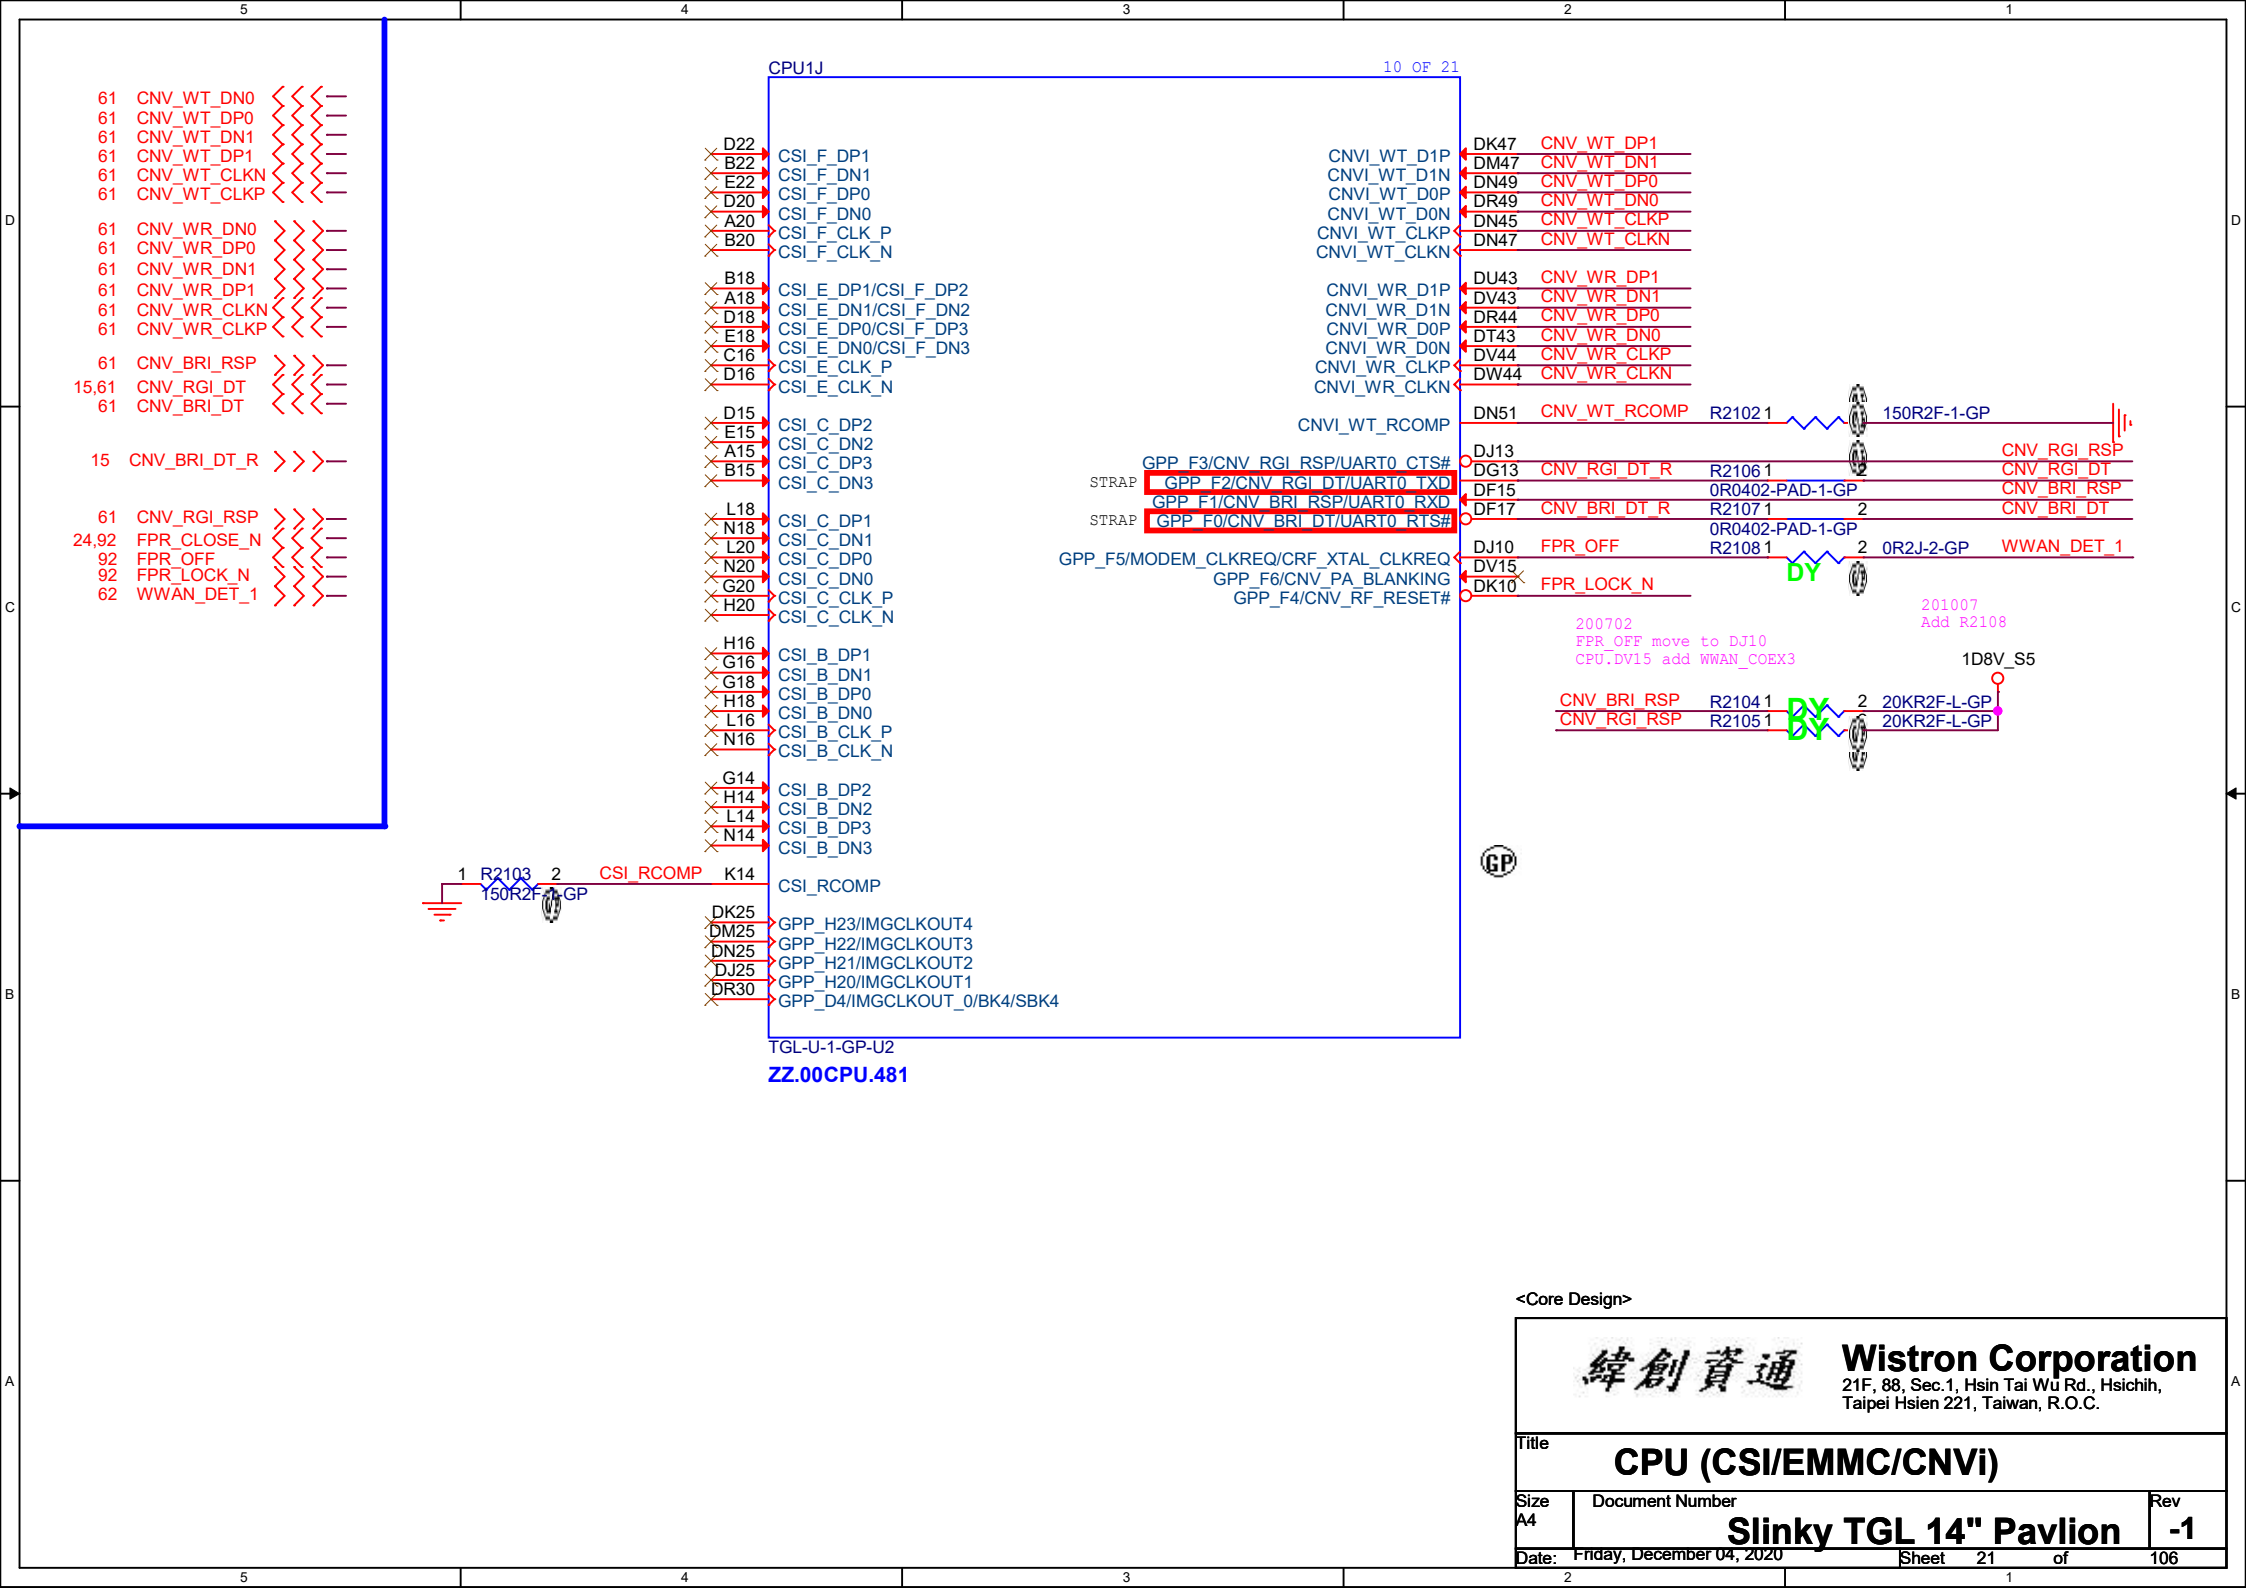 5 4 3 2 1
D
C
B
A
61 CNV_WT_DN0
61 CNV_WT_DP0
61 CNV_WT_DN1
61 CNV_WT_DP1
61 CNV_WT_CLKN
61 CNV_WT_CLKP
61 CNV_WR_DN0
61 CNV_WR_DP0
61 CNV_WR_DN1
61 CNV_WR_DP1
61 CNV_WR_CLKN
61 CNV_WR_CLKP
61 CNV_BRI_RSP
15,61 CNV_RGI_DT
61 CNV_BRI_DT
15 CNV_BRI_DT_R
61 CNV_RGI_RSP
24,92 FPR_CLOSE_N
92 FPR_OFF
92 FPR_LOCK_N
62 WWAN_DET_1
CPU1J 10 OF 21
D22 CSI_F_DP1
B22 CSI_F_DN1
E22 CSI_F_DP0
D20 CSI_F_DN0
A20 CSI_F_CLK_P
B20 CSI_F_CLK_N
B18 CSI_E_DP1/CSI_F_DP2
A18 CSI_E_DN1/CSI_F_DN2
D18 CSI_E_DP0/CSI_F_DP3
E18 CSI_E_DN0/CSI_F_DN3
C16 CSI_E_CLK_P
D16 CSI_E_CLK_N
D15 CSI_C_DP2
E15 CSI_C_DN2
A15 CSI_C_DP3
B15 CSI_C_DN3
L18 CSI_C_DP1
N18 CSI_C_DN1
L20 CSI_C_DP0
N20 CSI_C_DN0
G20 CSI_C_CLK_P
H20 CSI_C_CLK_N
H16 CSI_B_DP1
G16 CSI_B_DN1
G18 CSI_B_DP0
H18 CSI_B_DN0
L16 CSI_B_CLK_P
N16 CSI_B_CLK_N
G14 CSI_B_DP2
H14 CSI_B_DN2
L14 CSI_B_DP3
N14 CSI_B_DN3
1 R2103 2 CSI_RCOMP K14 CSI_RCOMP
150R2F-1-GP
DK25 GPP_H23/IMGCLKOUT4
DM25 GPP_H22/IMGCLKOUT3
DN25 GPP_H21/IMGCLKOUT2
DJ25 GPP_H20/IMGCLKOUT1
DR30 GPP_D4/IMGCLKOUT_0/BK4/SBK4
TGL-U-1-GP-U2
ZZ.00CPU.481
CNVI_WT_D1P DK47 CNV_WT_DP1
CNVI_WT_D1N DM47 CNV_WT_DN1
CNVI_WT_D0P DN49 CNV_WT_DP0
CNVI_WT_D0N DR49 CNV_WT_DN0
CNVI_WT_CLKP DN45 CNV_WT_CLKP
CNVI_WT_CLKN DN47 CNV_WT_CLKN
CNVI_WR_D1P DU43 CNV_WR_DP1
CNVI_WR_D1N DV43 CNV_WR_DN1
CNVI_WR_D0P DR44 CNV_WR_DP0
CNVI_WR_D0N DT43 CNV_WR_DN0
CNVI_WR_CLKP DV44 CNV_WR_CLKP
CNVI_WR_CLKN DW44 CNV_WR_CLKN
CNVI_WT_RCOMP DN51 CNV_WT_RCOMP R2102 1 150R2F-1-GP
GPP_F3/CNV_RGI_RSP/UART0_CTS# DJ13 CNV_RGI_RSP
STRAP GPP_F2/CNV_RGI_DT/UART0_TXD DG13 CNV_RGI_DT_R R2106 1 2 CNV_RGI_DT
0R0402-PAD-1-GP
GPP_F1/CNV_BRI_RSP/UART0_RXD DF15 CNV_BRI_RSP
STRAP GPP_F0/CNV_BRI_DT/UART0_RTS# DF17 CNV_BRI_DT_R R2107 1 2 CNV_BRI_DT
0R0402-PAD-1-GP
GPP_F5/MODEM_CLKREQ/CRF_XTAL_CLKREQ DJ10 FPR_OFF R2108 1 2 0R2J-2-GP WWAN_DET_1
DY
GPP_F6/CNV_PA_BLANKING DV15
GPP_F4/CNV_RF_RESET# DK10 FPR_LOCK_N
201007
Add R2108
200702
FPR_OFF move to DJ10
CPU.DV15 add WWAN_COEX3
1D8V_S5
CNV_BRI_RSP R2104 1 DY 2 20KR2F-L-GP
CNV_RGI_RSP R2105 1 DY 20KR2F-L-GP
GP
<Core Design>
緯創資通
Wistron Corporation
21F, 88, Sec.1, Hsin Tai Wu Rd., Hsichih,
Taipei Hsien 221, Taiwan, R.O.C.
Title
CPU (CSI/EMMC/CNVi)
Size Document Number Rev
A4 Slinky TGL 14" Pavlion -1
Date: Friday, December 04, 2020 Sheet 21 of 106
D
C
B
A
5 4 3 2 1